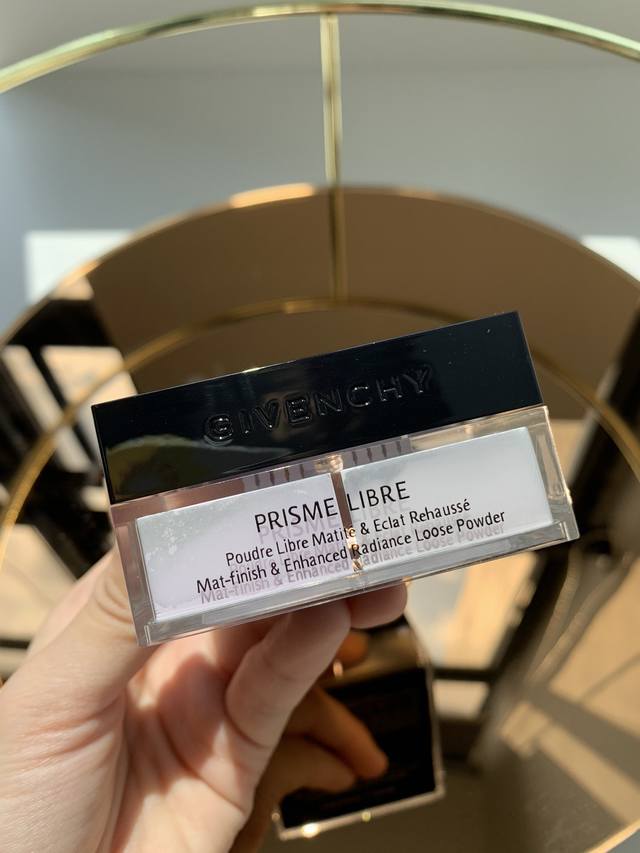 GIVENCHY
PRISME LIBRE
Poudre Libre Matité & Eclat Rehaussé
Mat-finish & Enhanced Radiance Loose Powder